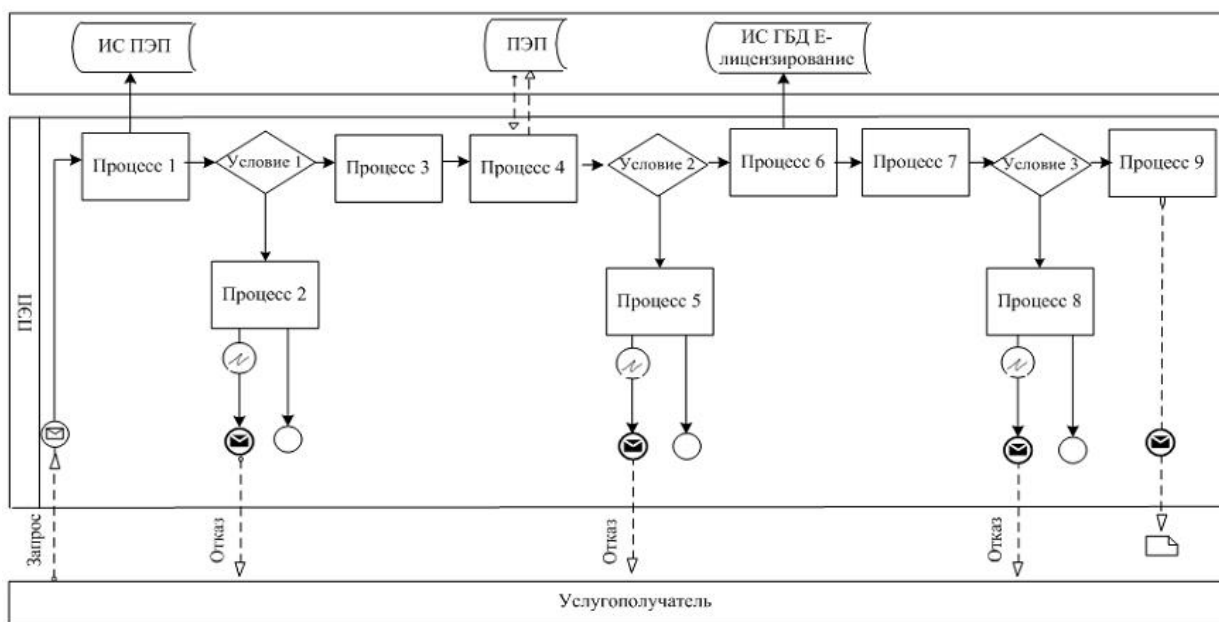 ИС ПЭП
ПЭП
ИС ГБД Е-
лицензирование
ПЭП
Процесс 1
Условие 1
Процесс 3
Процесс 4
Условие 2
Процесс 6
Процесс 7
Условие 3
Процесс 9
Процесс 2
Процесс 5
Процесс 8
Запрос
Отказ
Отказ
Отказ
Услугополучатель